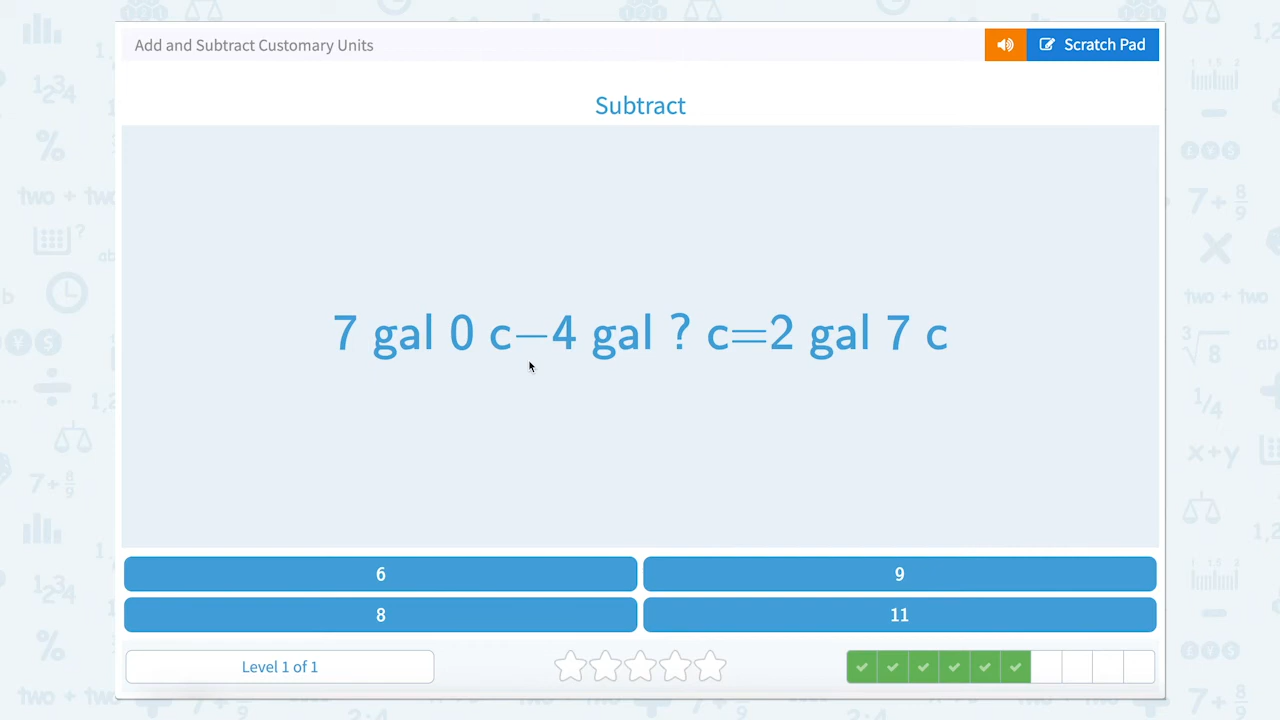 Add and Subtract Customary Units
Scratch Pad
Subtract
7 gal 0 c−4 gal ? c=2 gal 7 c
6
9
8
11
Level 1 of 1